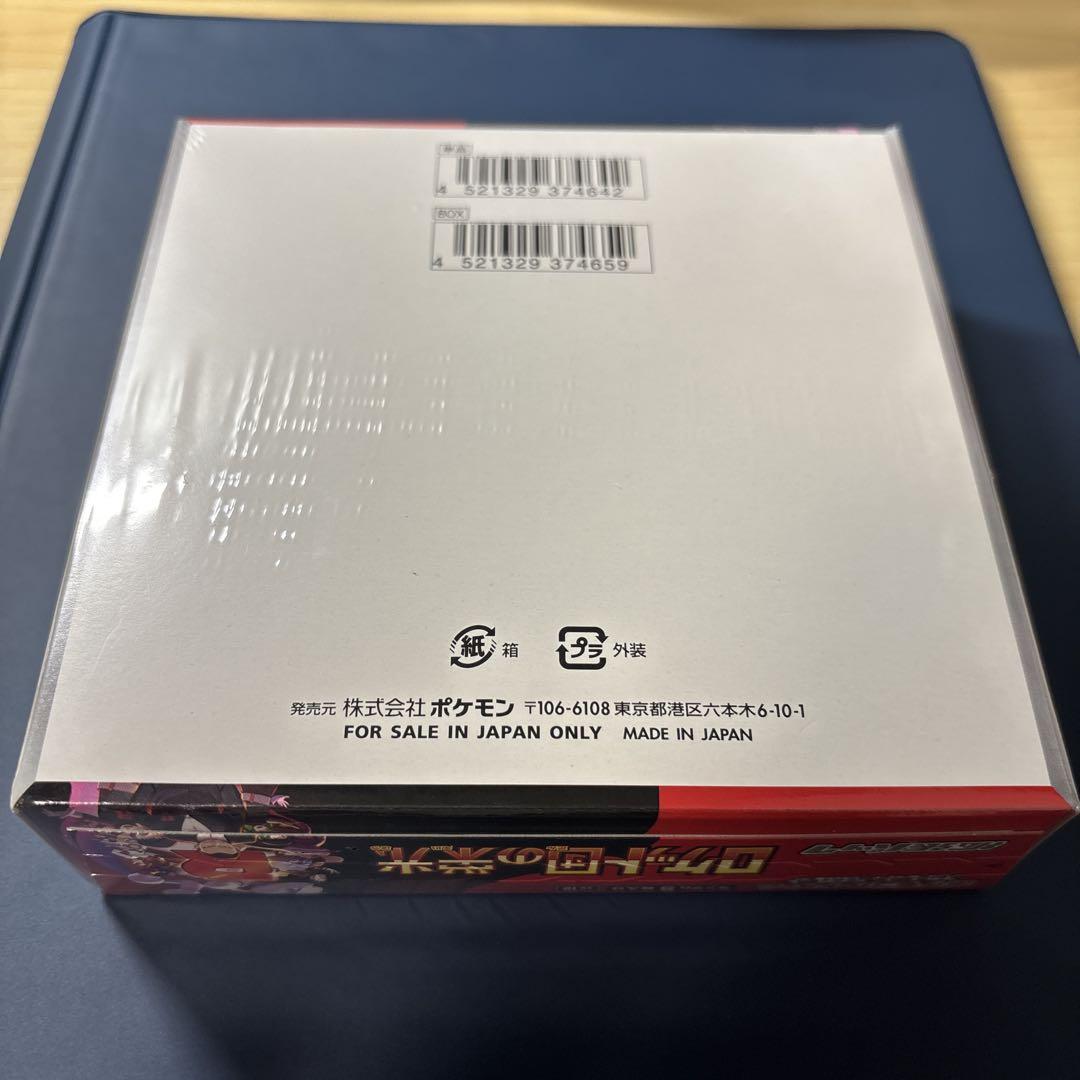 単品
4 521329 374642
BOX
4 521329 374659
紙 箱 プラ 外装
発売元 株式会社 ポケモン 〒106-6108 東京都港区六本木6-10-1
FOR SALE IN JAPAN ONLY MADE IN JAPAN
ロケット団の栄光